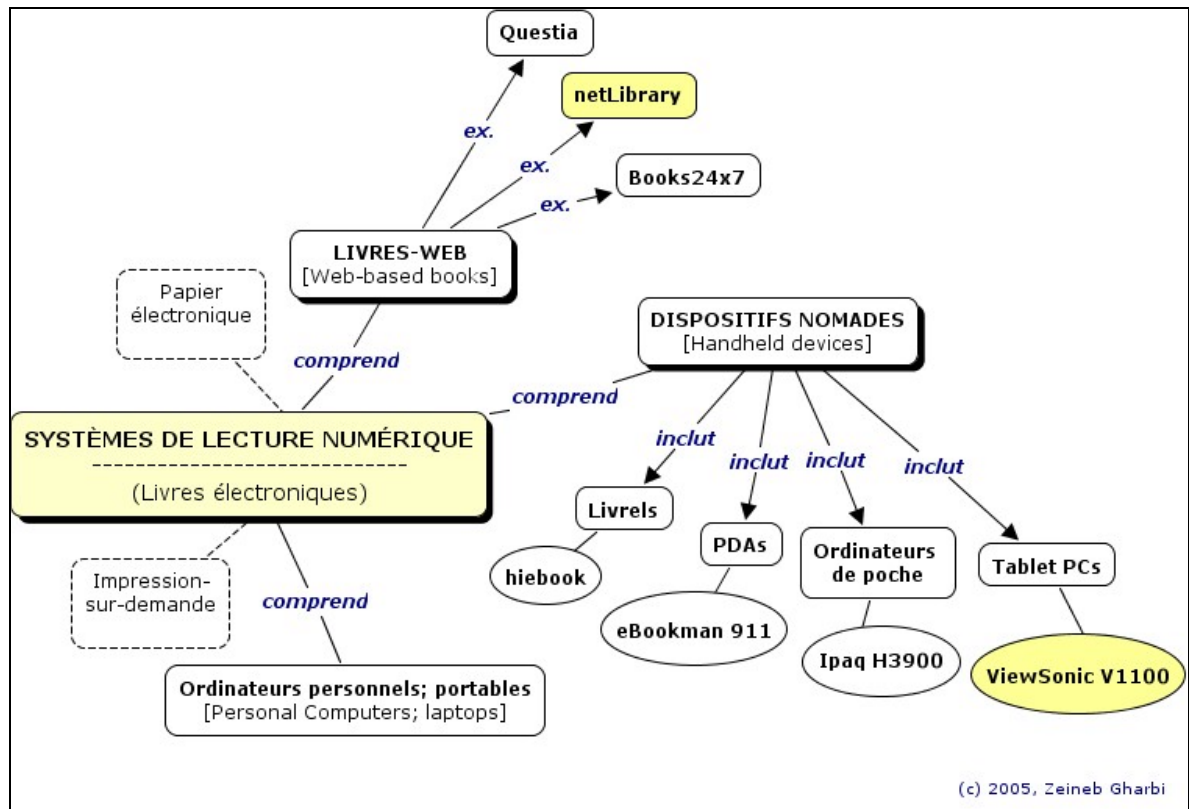 Questia
netLibrary
ex.
ex.
Books24x7
ex.
LIVRES-WEB
[Web-based books]
Papier
électronique
DISPOSITIFS NOMADES
[Handheld devices]
comprend
comprend
SYSTÈMES DE LECTURE NUMÉRIQUE
(Livres électroniques)
inclut
inclut
inclut
inclut
Livrels
PDAs
Ordinateurs
de poche
Tablet PCs
hiebook
eBookman 911
Ipaq H3900
ViewSonic V1100
Impression-
sur-demande
comprend
Ordinateurs personnels; portables
[Personal Computers; laptops]
(c) 2005, Zeineb Gharbi